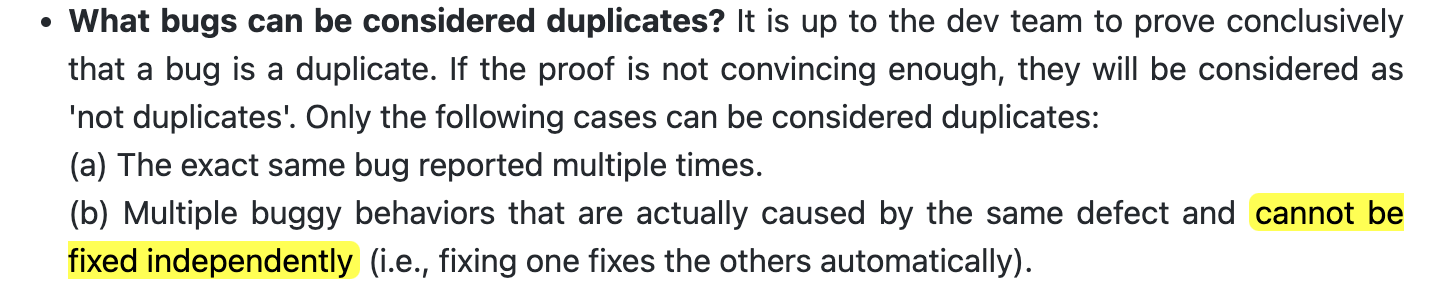 • What bugs can be considered duplicates? It is up to the dev team to prove conclusively
that a bug is a duplicate. If the proof is not convincing enough, they will be considered as
'not duplicates'. Only the following cases can be considered duplicates:
(a) The exact same bug reported multiple times.
(b) Multiple buggy behaviors that are actually caused by the same defect and cannot be
fixed independently (i.e., fixing one fixes the others automatically).